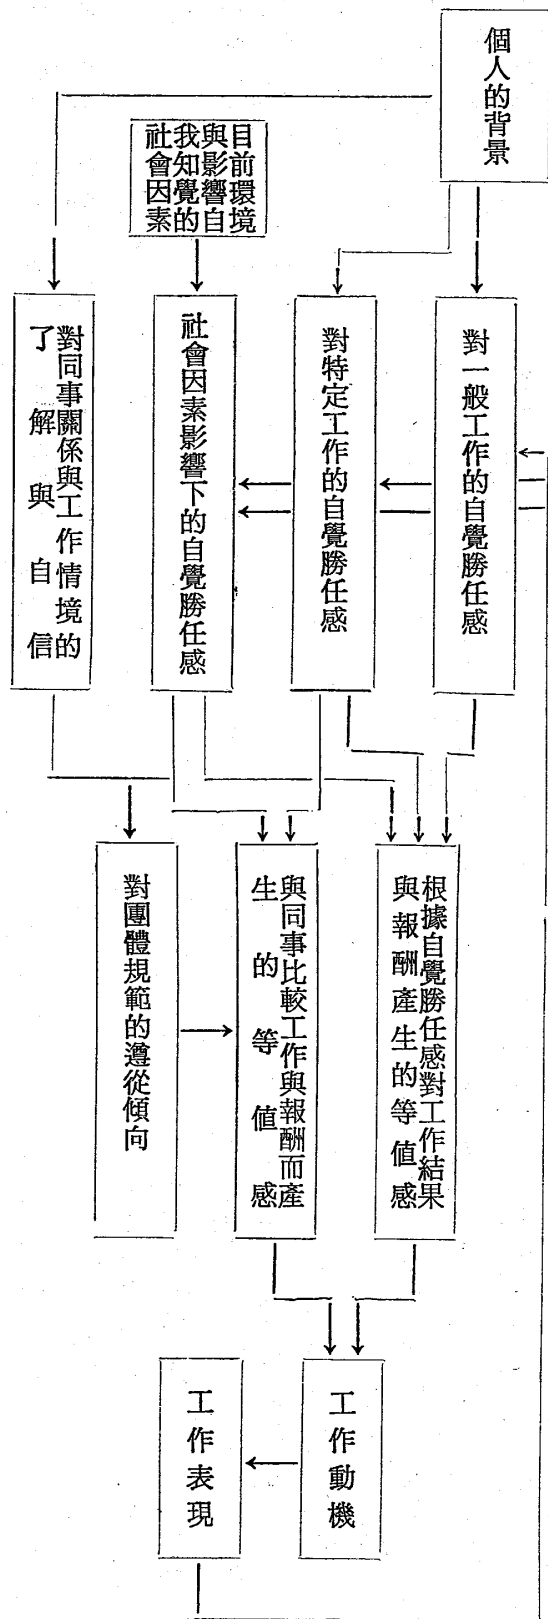 個人的背景
目前環境
與影響自
我知覺的
社會因素
對一般工作的自覺勝任感
對特定工作的自覺勝任感
社會因素影響下的自覺勝任感
對同事關係與工作情境的
了解與自信
根據自覺勝任感對工作結果
與報酬產生的等值感
與同事比較工作與報酬而產
生的等值感
對團體規範的遵從傾向
工作動機
工作表現